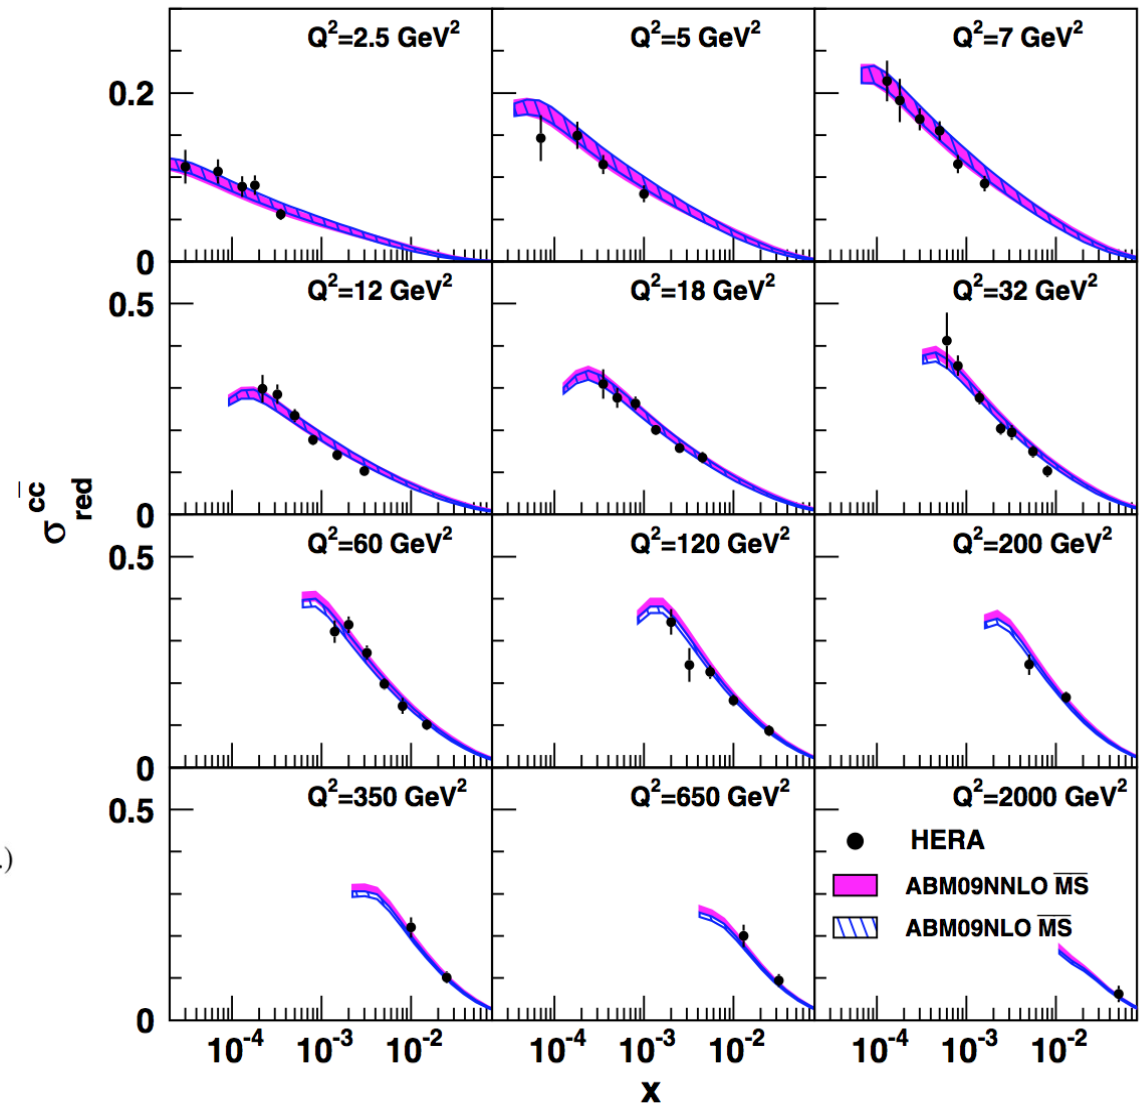 Q²=2.5 GeV² Q²=5 GeV² Q²=7 GeV²
0.2
0
Q²=12 GeV² Q²=18 GeV² Q²=32 GeV²
0.5
0
Q²=60 GeV² Q²=120 GeV² Q²=200 GeV²
0.5
0
Q²=350 GeV² Q²=650 GeV² Q²=2000 GeV²
0.5
HERA
ABM09NNLO M̅S̅
ABM09NLO M̅S̅
0
10⁻⁴ 10⁻³ 10⁻² 10⁻⁴ 10⁻³ 10⁻² 10⁻⁴ 10⁻³ 10⁻²
x
σ red cc̅
.)